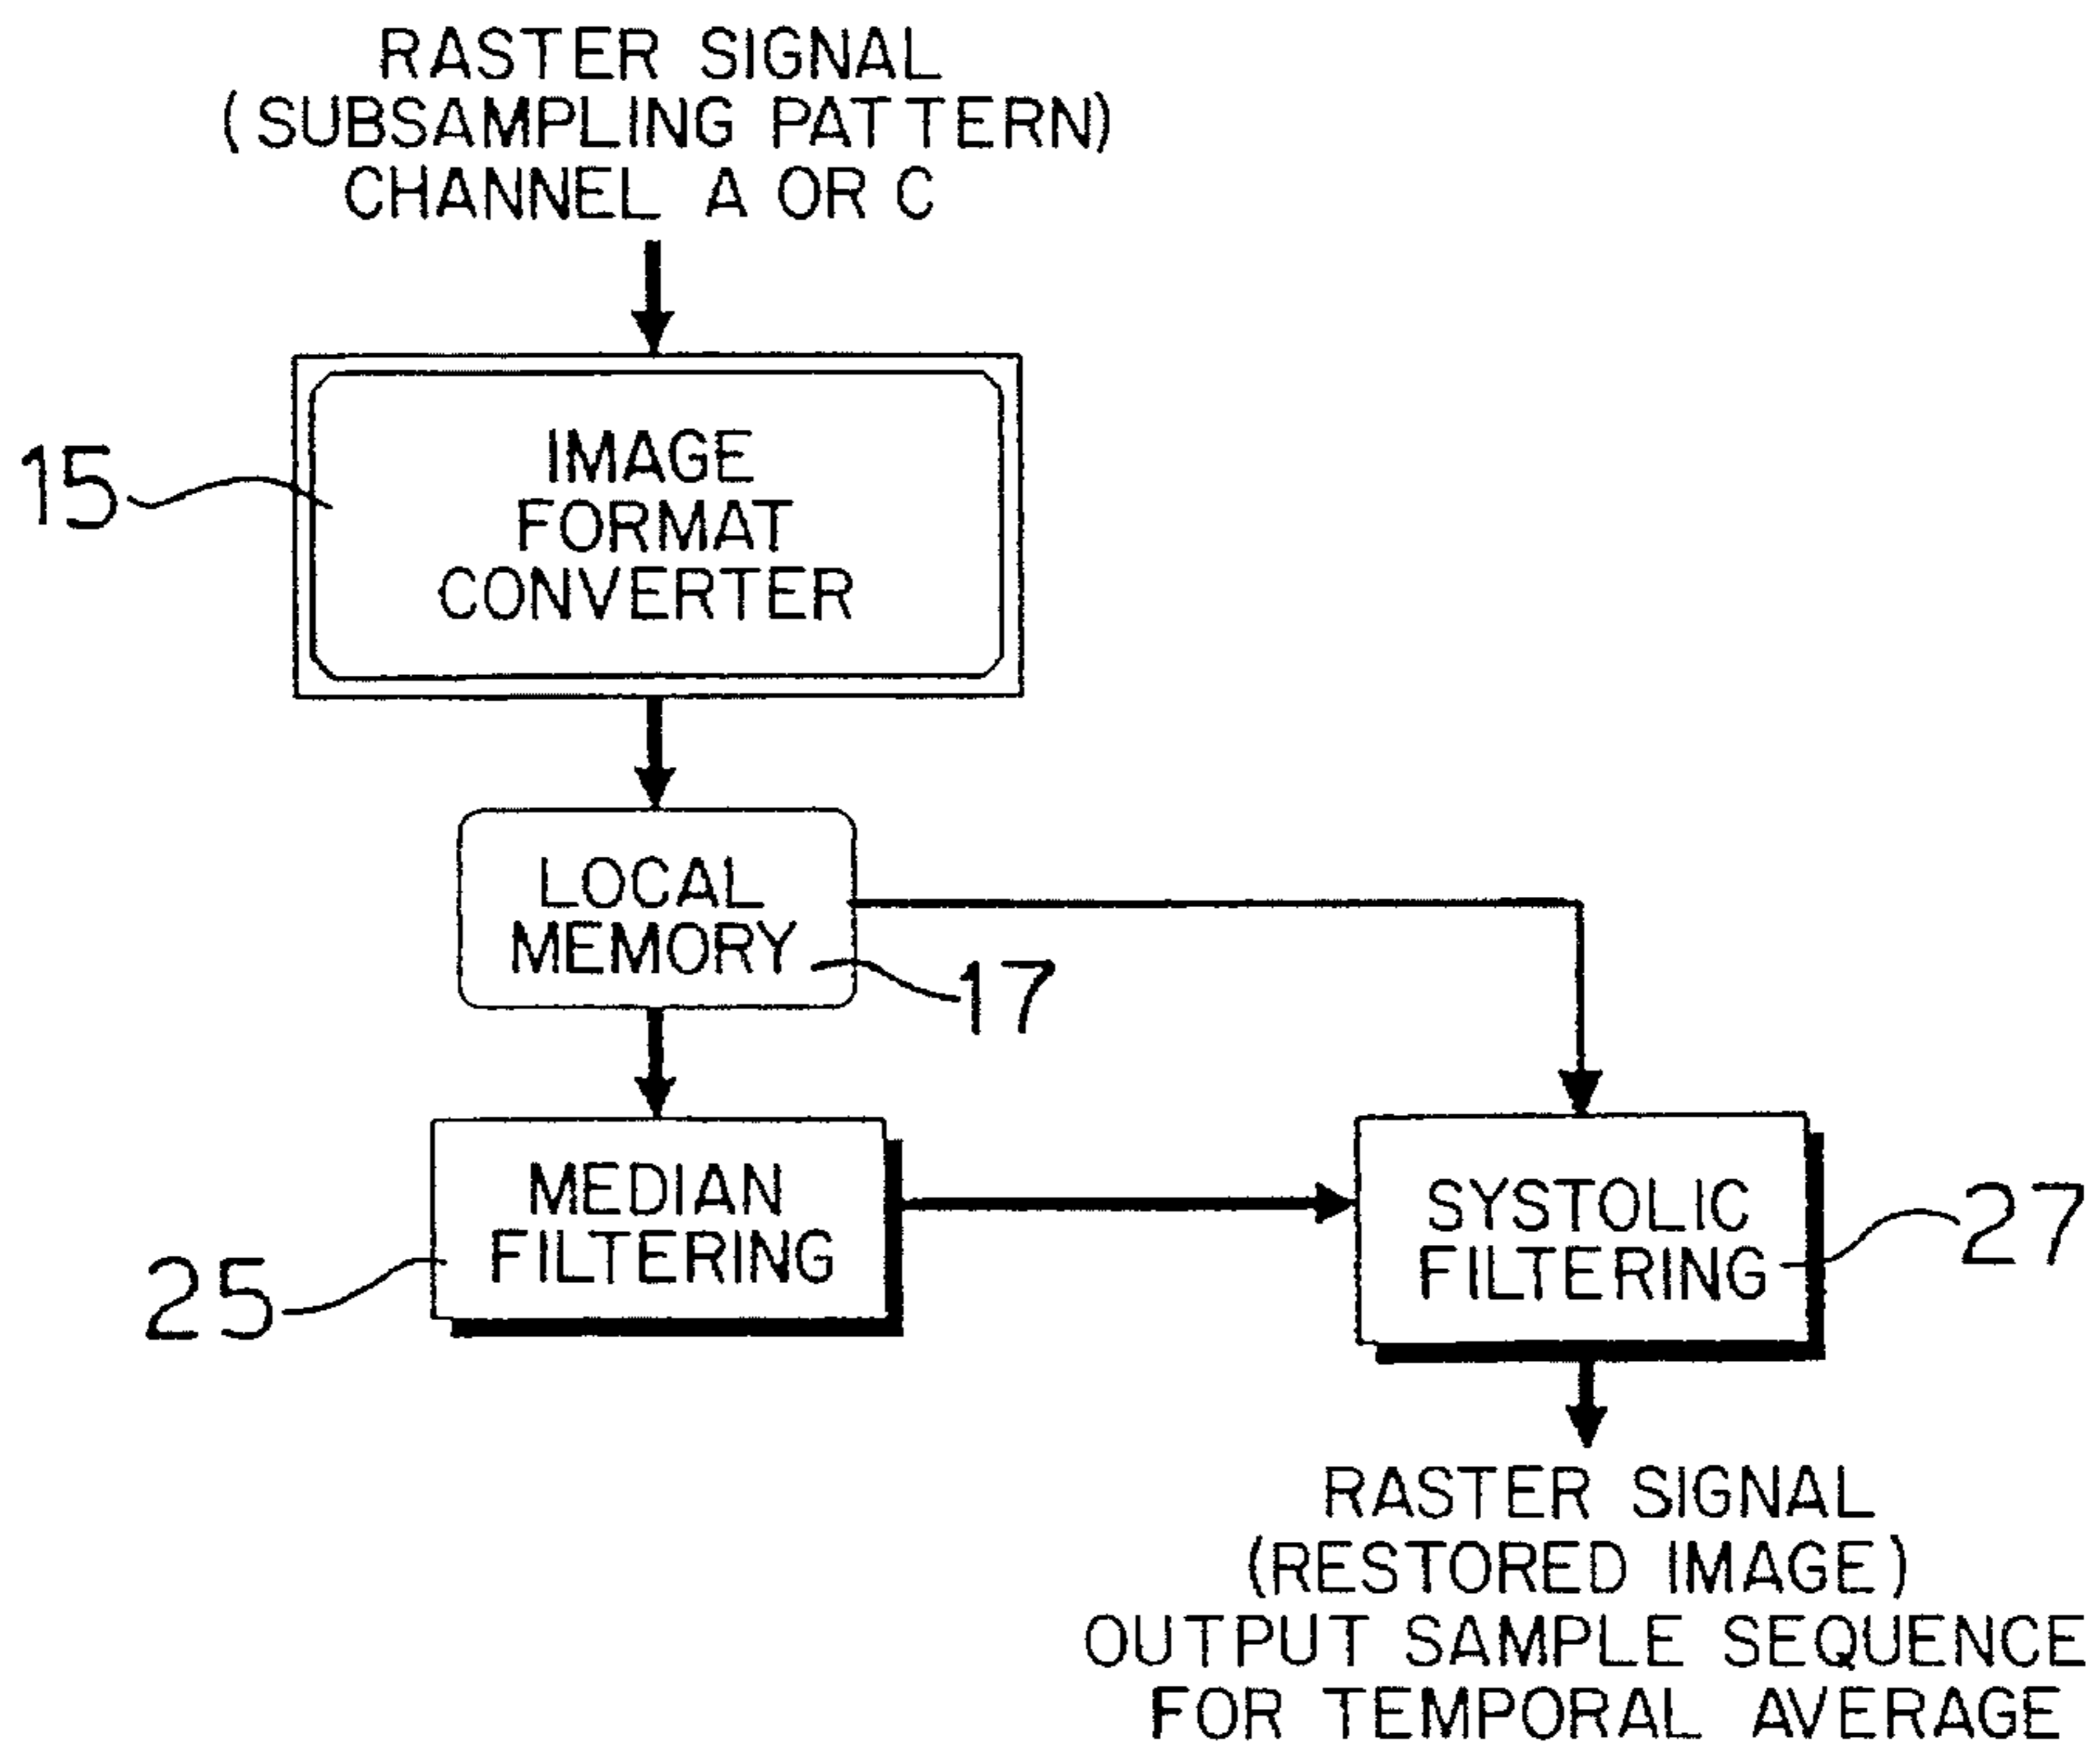 RASTER SIGNAL
(SUBSAMPLING PATTERN)
CHANNEL A OR C
15
IMAGE
FORMAT
CONVERTER
LOCAL
MEMORY
17
MEDIAN
FILTERING
25
SYSTOLIC
FILTERING
27
RASTER SIGNAL
(RESTORED IMAGE)
OUTPUT SAMPLE SEQUENCE
FOR TEMPORAL AVERAGE